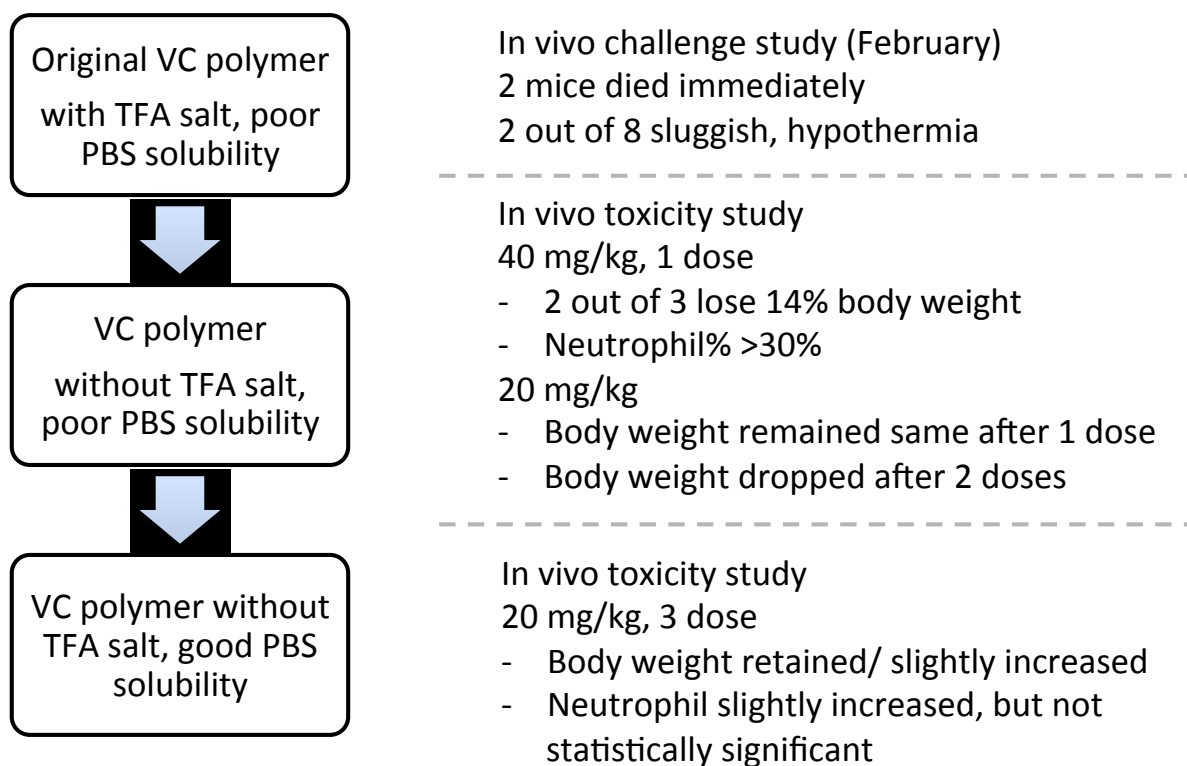 Original VC polymer
with TFA salt, poor
PBS solubility
In vivo challenge study (February)
2 mice died immediately
2 out of 8 sluggish, hypothermia
VC polymer
without TFA salt,
poor PBS solubility
In vivo toxicity study
40 mg/kg, 1 dose
- 2 out of 3 lose 14% body weight
- Neutrophil% >30%
20 mg/kg
- Body weight remained same after 1 dose
- Body weight dropped after 2 doses
VC polymer without
TFA salt, good PBS
solubility
In vivo toxicity study
20 mg/kg, 3 dose
- Body weight retained/ slightly increased
- Neutrophil slightly increased, but not
statistically significant